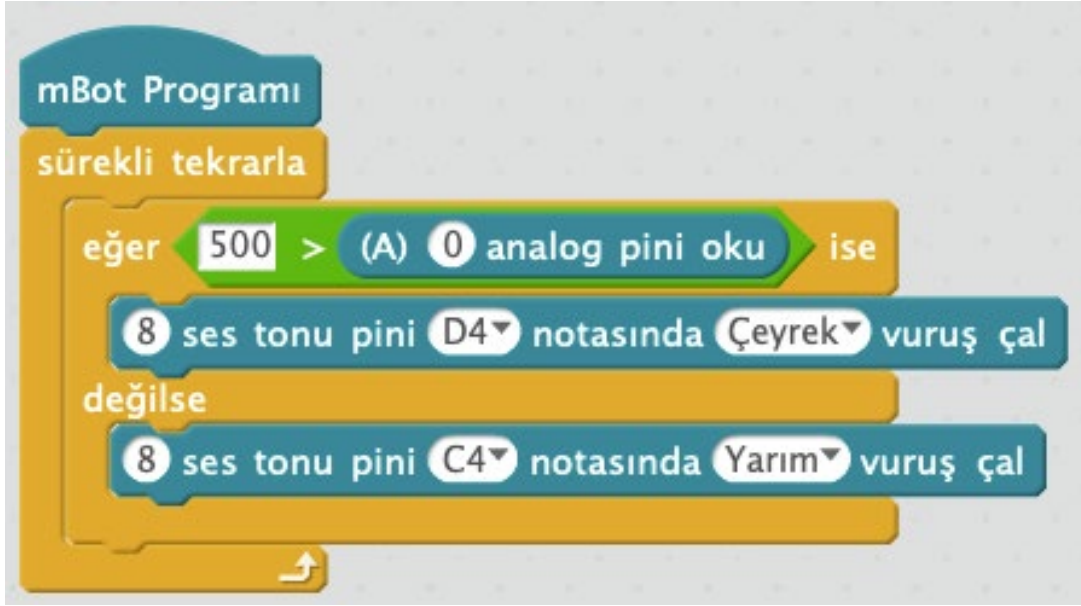 mBot Programı
sürekli tekrarla
eğer 500 > (A) 0 analog pini oku ise
8 ses tonu pini D4 notasında Çeyrek vuruş çal
değilse
8 ses tonu pini C4 notasında Yarım vuruş çal